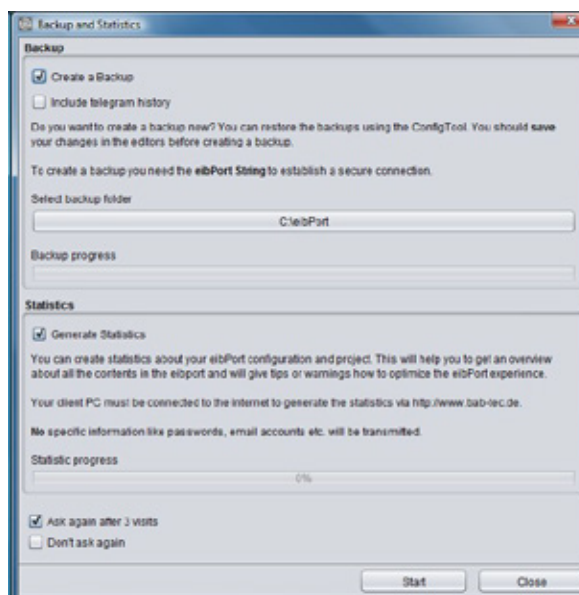 Backup and Statistics
Backup
Create a Backup
Include telegram history
Do you want to create a backup new? You can restore the backups using the ConfigTool. You should save
your changes in the editors before creating a backup.
To create a backup you need the eibPort String to establish a secure connection.
Select backup folder
C:\eibPort
Backup progress
Statistics
Generate Statistics
You can create statistics about your eibPort configuration and project. This will help you to get an overview
about all the contents in the eibport and will give tips or warnings how to optimize the eibPort experience.
Your client PC must be connected to the internet to generate the statistics via http://www.bab-tec.de.
No specific information like passwords, email accounts etc. will be transmitted.
Statistic progress
0%
Ask again after 3 visits
Don't ask again
Start
Close